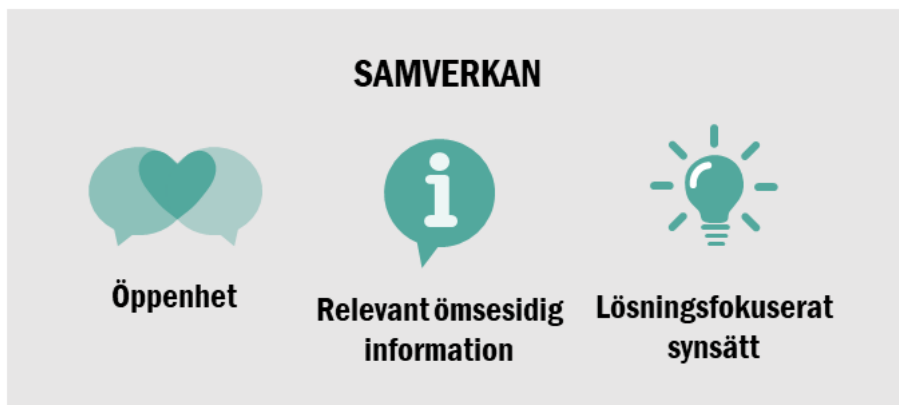 SAMVERKAN
Öppenhet
Relevant ömsesidig
information
Lösningsfokuserat
synsätt